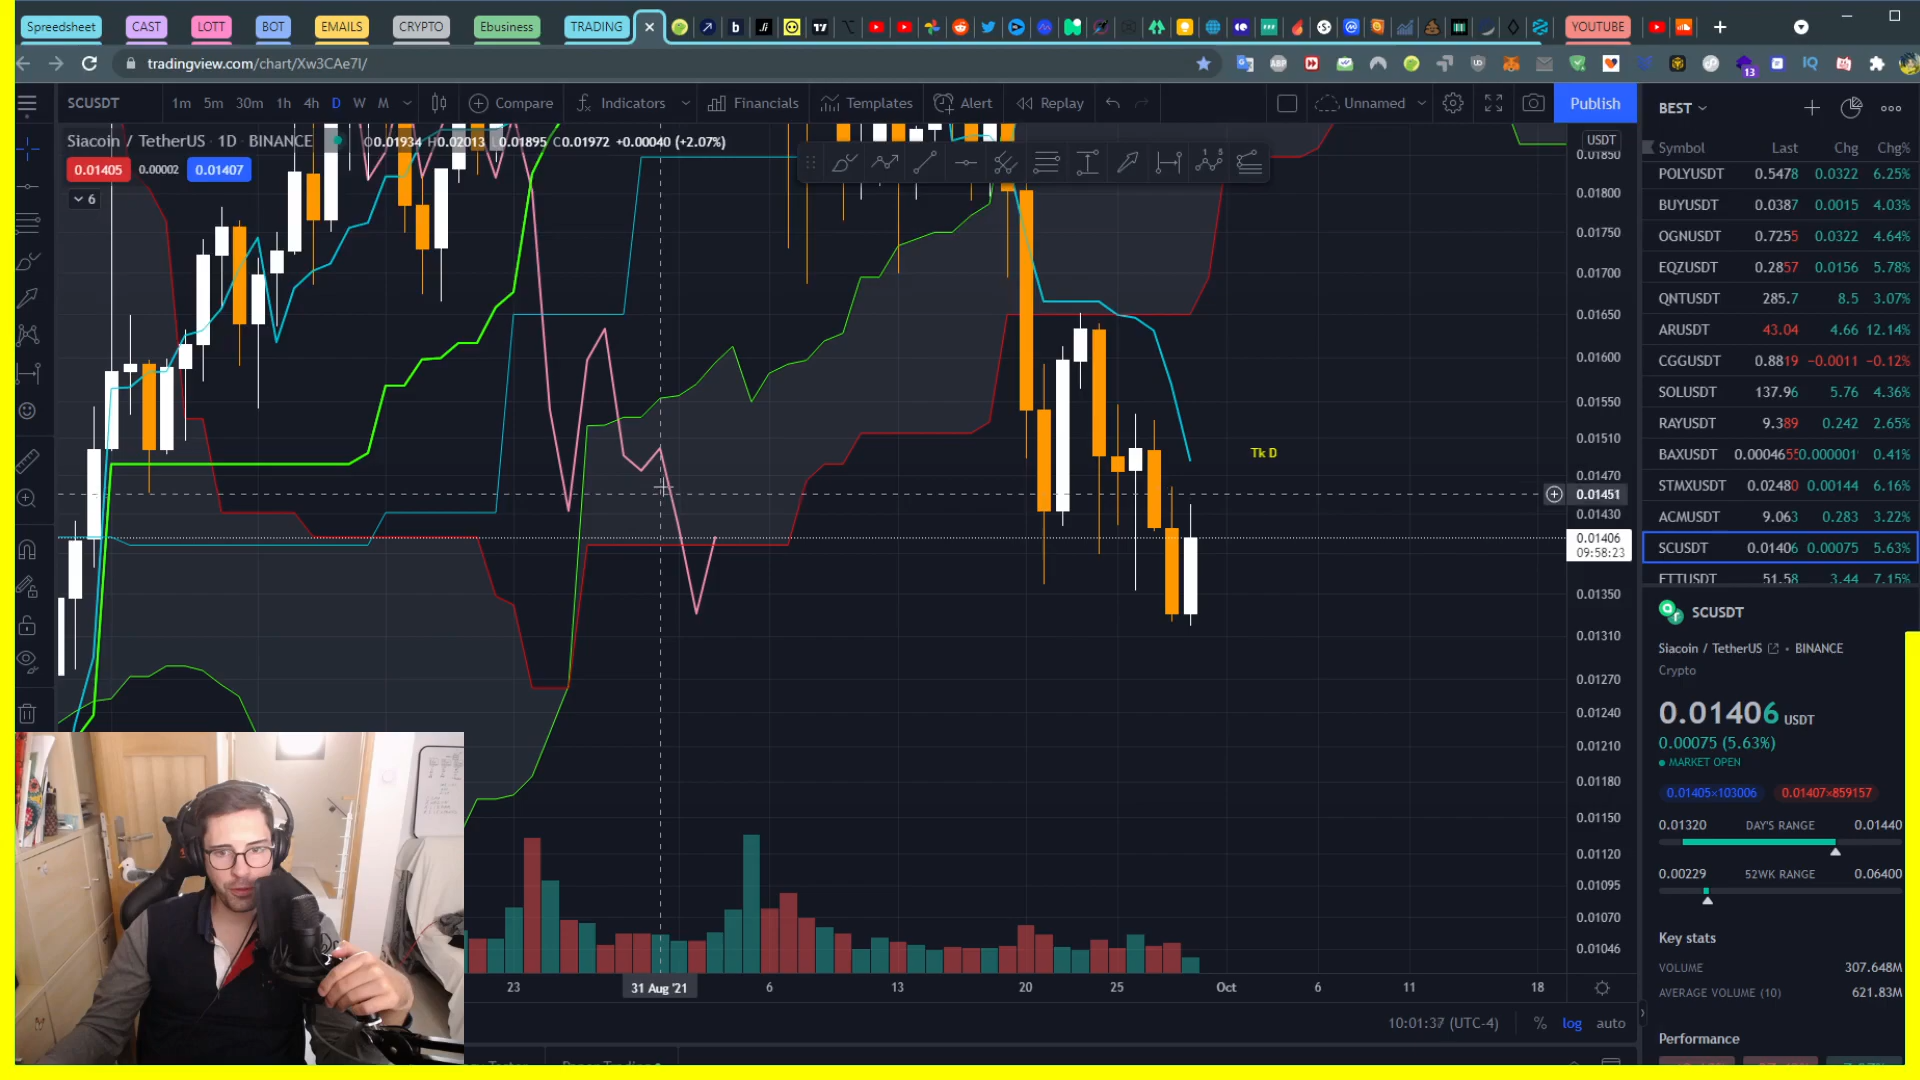 Spreedsheet CAST LOTT BOT EMAILS CRYPTO Ebusiness TRADING YOUTUBE
tradingview.com/chart/Xw3CAe7I/
13
SCUSDT 1m 5m 30m 1h 4h D W M Compare Indicators Financials Templates Alert Replay Unnamed Publish
BEST
Siacoin / TetherUS · 1D · BINANCE O0.01934 H0.02013 L0.01895 C0.01972 +0.00040 (+2.07%)
0.01405 0.00002 0.01407
6
USDT
0.01850
0.01800
0.01750
0.01700
0.01650
0.01600
0.01550
0.01510
0.01470
0.01451
0.01430
0.01406
09:58:23
0.01350
0.01310
0.01270
0.01240
0.01210
0.01180
0.01150
0.01120
0.01095
0.01070
0.01046
Tk D
23 31 Aug '21 6 13 20 25 Oct 6 11 18
10:01:37 (UTC-4) % log auto
Symbol Last Chg Chg%
POLYUSDT 0.5478 0.0322 6.25%
BUYUSDT 0.0387 0.0015 4.03%
OGNUSDT 0.7255 0.0322 4.64%
EQZUSDT 0.2857 0.0156 5.78%
QNTUSDT 285.7 8.5 3.07%
ARUSDT 43.04 4.66 12.14%
CGGUSDT 0.8819 −0.0011 −0.12%
SOLUSDT 137.96 5.76 4.36%
RAYUSDT 9.389 0.242 2.65%
BAXUSDT 0.41%
STMXUSDT 0.02480 0.00144 6.16%
ACMUSDT 9.063 0.283 3.22%
SCUSDT 0.01406 0.00075 5.63%
FTTUSDT 51.58 3.44 7.15%
SCUSDT
Siacoin / TetherUS • BINANCE
Crypto
0.01406 USDT
0.00075 (5.63%)
MARKET OPEN
0.01405×103006 0.01407×859157
0.01320 DAY'S RANGE 0.01440
0.00229 52WK RANGE 0.06400
Key stats
VOLUME 307.648M
AVERAGE VOLUME (10) 621.83M
Performance